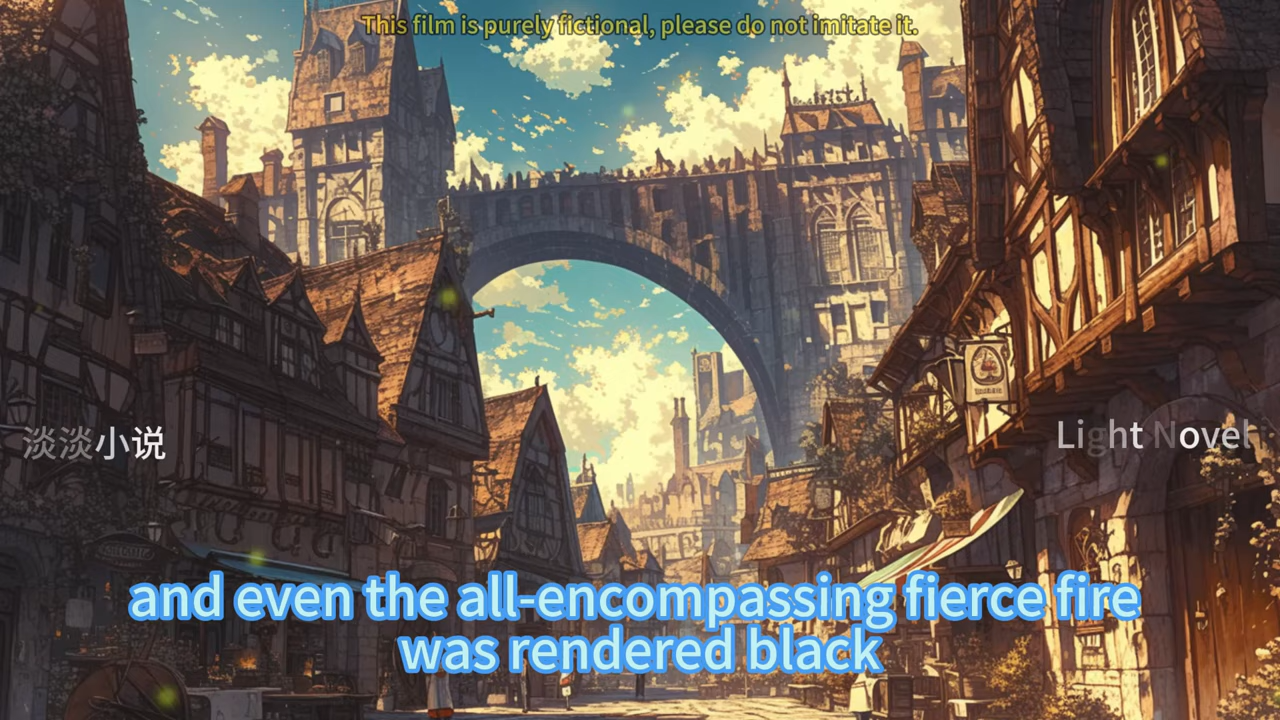 This film is purely fictional, please do not imitate it.
淡淡小说
Light Novel
and even the all-encompassing fierce fire
was rendered black